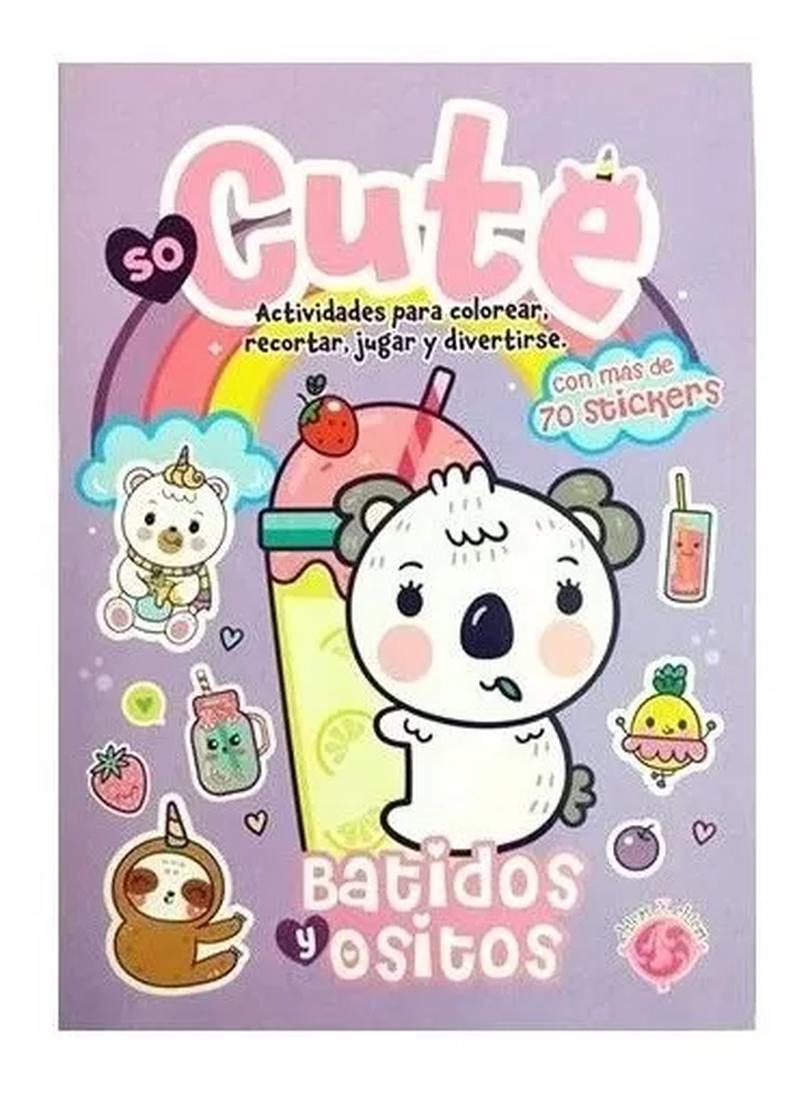 so
Cute
Actividades para colorear,
recortar, jugar y divertirse.
con más de
70 stickers
Batidos
y ositos